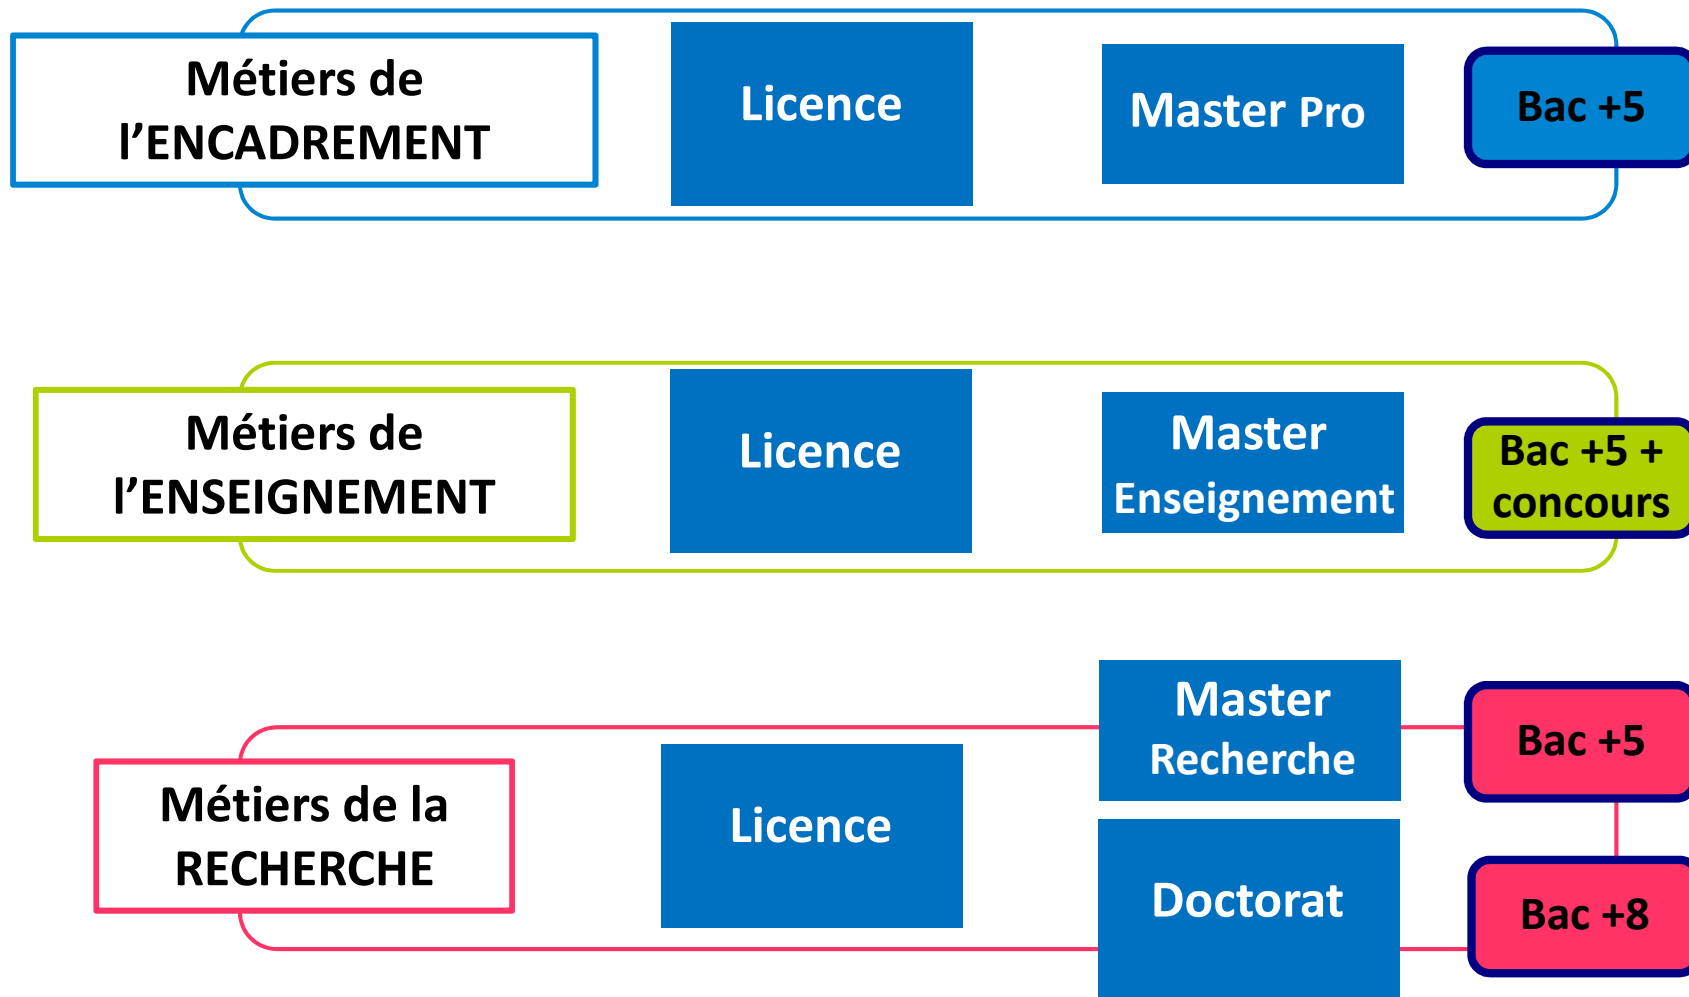 Métiers de
l’ENCADREMENT
Licence
Master Pro
Bac +5
Métiers de
l’ENSEIGNEMENT
Licence
Master
Enseignement
Bac +5 +
concours
Métiers de la
RECHERCHE
Licence
Master
Recherche
Bac +5
Doctorat
Bac +8